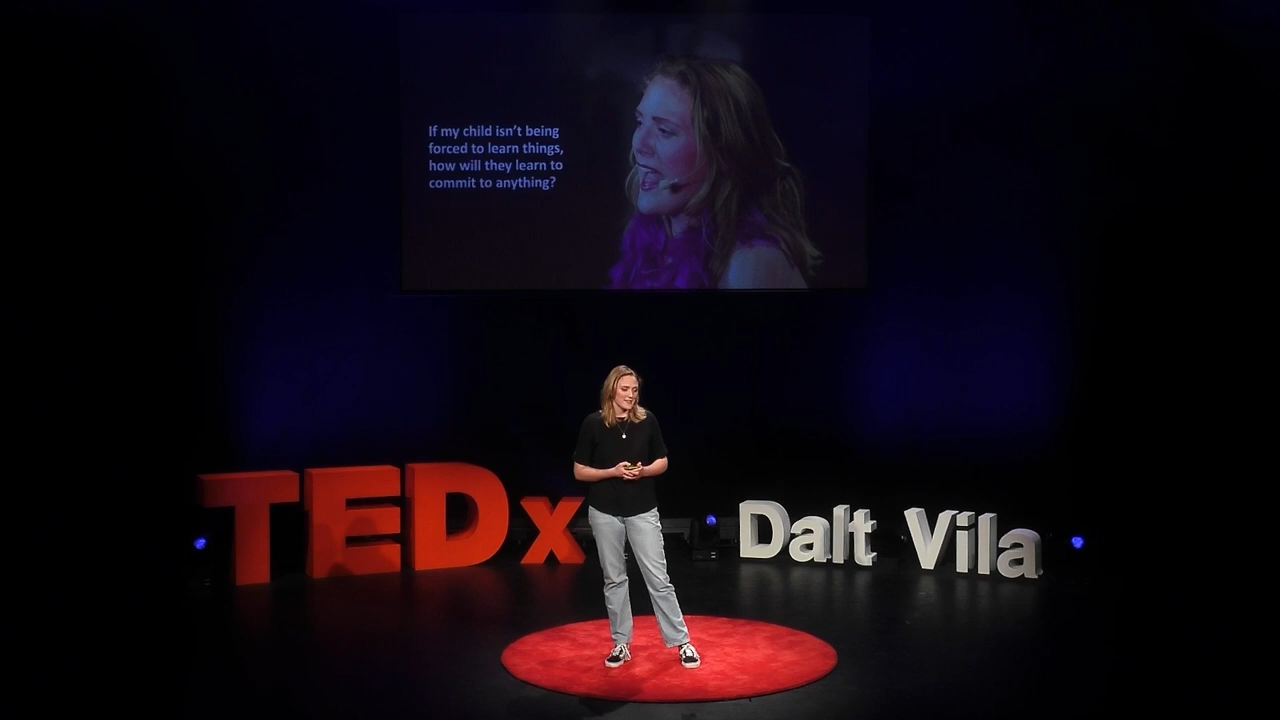 If my child isn't being
forced to learn things,
how will they learn to
commit to anything?
TEDx
Dalt Vila